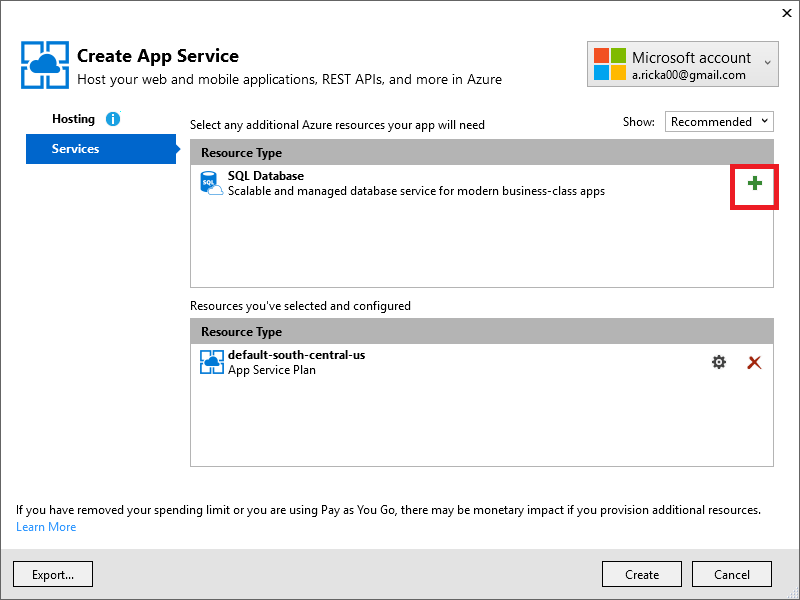 Create App Service
Host your web and mobile applications, REST APIs, and more in Azure
Microsoft account
a.ricka00@gmail.com
Hosting
i
Services
Select any additional Azure resources your app will need
Show: Recommended
Resource Type
SQL
SQL Database
Scalable and managed database service for modern business-class apps
Resources you've selected and configured
Resource Type
default-south-central-us
App Service Plan
If you have removed your spending limit or you are using Pay as You Go, there may be monetary impact if you provision additional resources.
Learn More
Export...
Create
Cancel